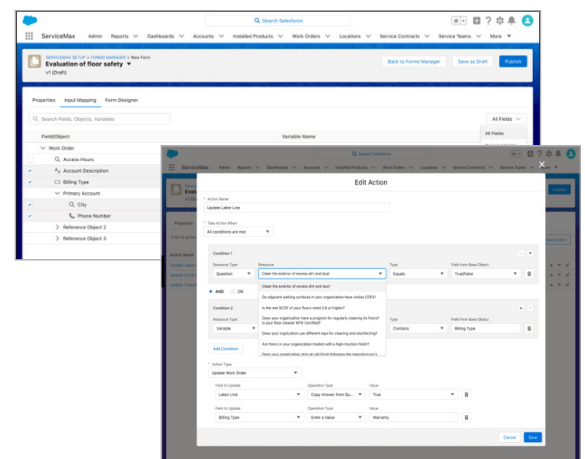 Search Salesforce
ServiceMax Admin Reports Dashboards Accounts Installed Products Work Orders Locations Service Contracts Service Teams More
SERVICEMAX SETUP > FORMS MANAGER > New Form
Evaluation of floor safety
v1 (Draft)
Back to Forms Manager Save as Draft Publish
Properties Input Mapping Form Designer
Search Fields, Objects, Variables
All Fields
All Fields
Field/Object Variable Name
Work Order
Access Hours
Account Description
Billing Type
Primary Account
City
Phone Number
Reference Object 2
Reference Object 3
Edit Action
* Action Name
Update Labor Line
* Take Action When
All conditions are met
Condition 1
Resource Type Resource Type Field from Base Object
Question Clean the exterior of excess dirt and dust Equals True/False
Clean the exterior of excess dirt and dust
AND OR
Do adjacent walking surfaces in your organization have similar COFs?
Condition 2
Is the wet SCOF of your floors rated 0.6 or higher?
Resource Type Type Field from Base Object
Does your organization have a program for regularly cleaning its floors?
Is your floor cleaner NFSI Certified?
Variable Contains Billing Type
Does your organization use different mops for cleaning and disinfecting?
Add Condition
Are floors in your organization treated with a high-traction finish?
* Action Type
Update Work Order
Field to Update Operation Type Value
Labor Line Copy Answer from Qu... True
Field to Update Operation Type Value
Billing Type Enter a Value Warranty
Cancel Save